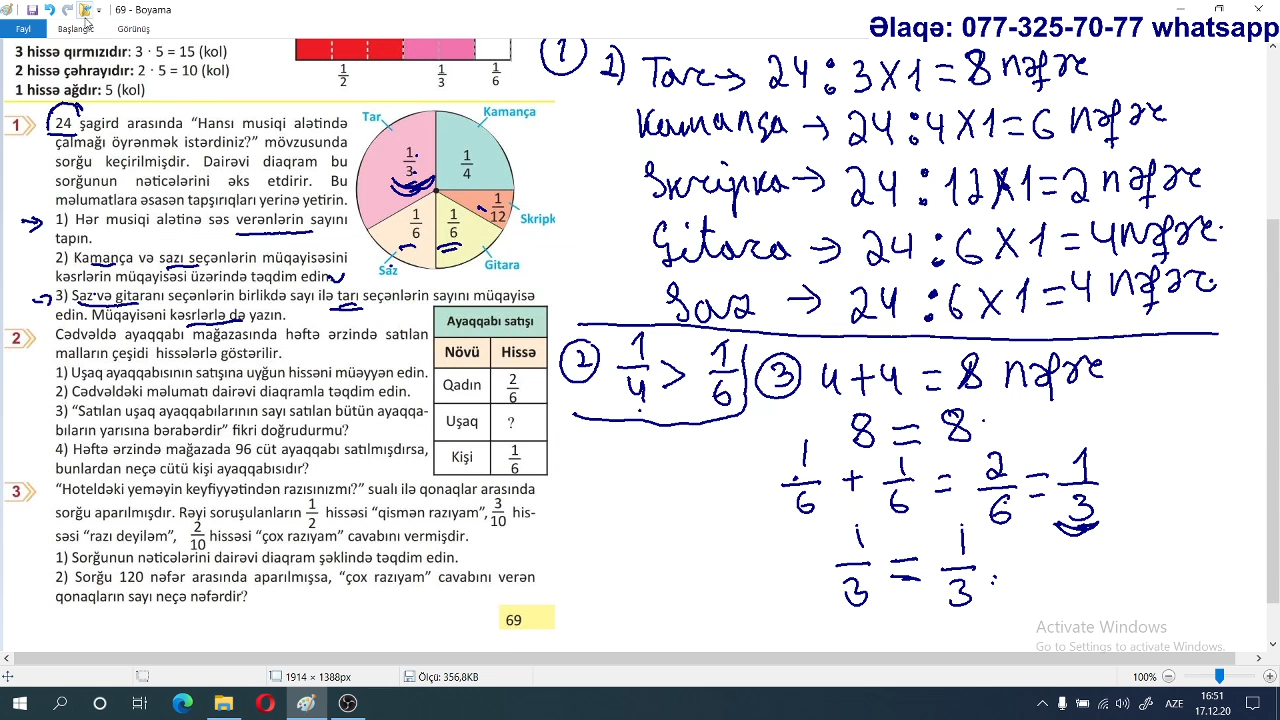 69 - Boyama
Əlaqə: 077-325-70-77 whatsapp
Fayl
Başlanğıc
Görünüş
3 hissə qırmızıdır: 3 · 5 = 15 (kol)
2 hissə çəhrayıdır: 2 · 5 = 10 (kol)
1 hissə ağdır: 5 (kol)
1/2
1/3
1/6
1
24 şagird arasında “Hansı musiqi alətində
çalmağı öyrənmək istərdiniz?” mövzusunda
sorğu keçirilmişdir. Dairəvi diaqram bu
sorğunun nəticələrini əks etdirir. Bu
məlumatlara əsasən tapşırıqları yerinə yetirin.
1) Hər musiqi alətinə səs verənlərin sayını
tapın.
2) Kamança və sazı seçənlərin müqayisəsini
kəsrlərin müqayisəsi üzərində təqdim edin.
3) Saz və gitaranı seçənlərin birlikdə sayı ilə tarı seçənlərin sayını müqayisə
edin. Müqayisəni kəsrlərlə də yazın.
Tar
Kamança
1/3
1/4
1/12
Skripk
1/6
1/6
Saz
Gitara
2
Cədvəldə ayaqqabı mağazasında həftə ərzində satılan
malların çeşidi hissələrlə göstərilir.
1) Uşaq ayaqqabısının satışına uyğun hissəni müəyyən edin.
2) Cədvəldəki məlumatı dairəvi diaqramla təqdim edin.
3) “Satılan uşaq ayaqqabılarının sayı satılan bütün ayaqqa-
bıların yarısına bərabərdir” fikri doğrudurmu?
4) Həftə ərzində mağazada 96 cüt ayaqqabı satılmışdırsa,
bunlardan neçə cütü kişi ayaqqabısıdır?
Ayaqqabı satışı
Növü Hissə
Qadın 2/6
Uşaq ?
Kişi 1/6
3
“Hoteldəki yeməyin keyfiyyətindən razısınızmı?” sualı ilə qonaqlar arasında
sorğu aparılmışdır. Rəyi soruşulanların 1/2 hissəsi “qismən razıyam”, 3/10 his-
səsi “razı deyiləm”, 2/10 hissəsi “çox razıyam” cavabını vermişdir.
1) Sorğunun nəticələrini dairəvi diaqram şəklində təqdim edin.
2) Sorğu 120 nəfər arasında aparılmışsa, “çox razıyam” cavabını verən
qonaqların sayı neçə nəfərdir?
69
1 1) Tar → 24 : 3 X 1 = 8 nəfər
Kamança → 24 : 4 X 1 = 6 nəfər
Skripka → 24 : 12 X 1 = 2 nəfər
Gitara → 24 : 6 X 1 = 4 nəfər.
Saz → 24 : 6 X 1 = 4 nəfər.
2 1/4 > 1/6
3 4 + 4 = 8 nəfər
8 = 8.
1/6 + 1/6 = 2/6 = 1/3
1/3 = 1/3.
Activate Windows
Go to Settings to activate Windows.
1914 × 1388px
Ölçü: 356,8KB
100%
AZE
16:51
17.12.20